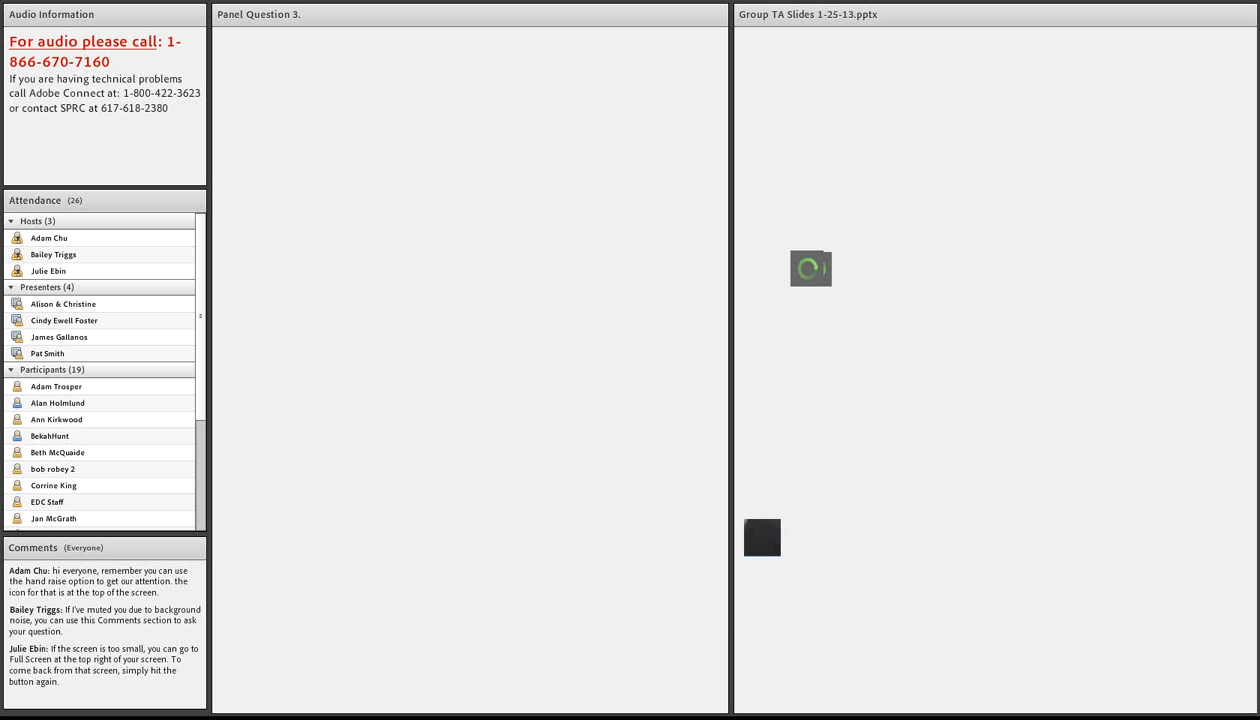 Audio Information
For audio please call: 1-
866-670-7160
If you are having technical problems
call Adobe Connect at: 1-800-422-3623
or contact SPRC at 617-618-2380
Attendance (26)
Hosts (3)
Adam Chu
Bailey Triggs
Julie Ebin
Presenters (4)
Alison & Christine
Cindy Ewell Foster
James Gallanos
Pat Smith
Participants (19)
Adam Trosper
Alan Holmlund
Ann Kirkwood
BekahHunt
Beth McQuaide
bob robey 2
Corrine King
EDC Staff
Jan McGrath
Comments (Everyone)
Adam Chu: hi everyone, remember you can use
the hand raise option to get our attention. the
icon for that is at the top of the screen.
Bailey Triggs: If I've muted you due to background
noise, you can use this Comments section to ask
your question.
Julie Ebin: If the screen is too small, you can go to
Full Screen at the top right of your screen. To
come back from that screen, simply hit the
button again.
Panel Question 3.
Group TA Slides 1-25-13.pptx